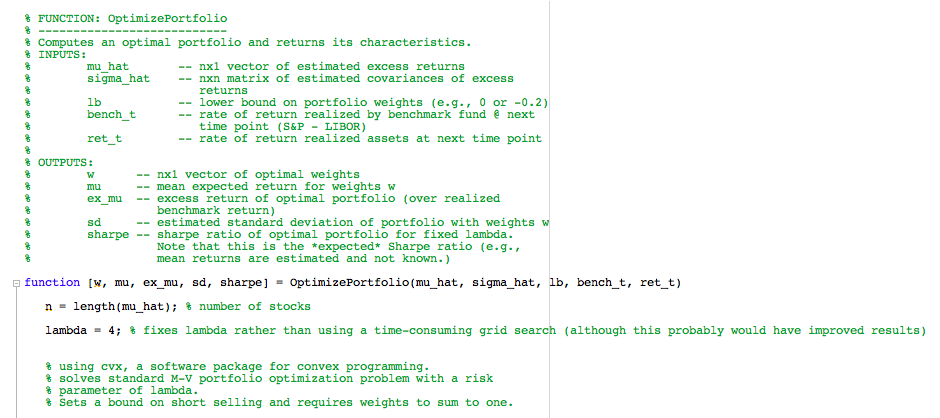 % FUNCTION: OptimizePortfolio
% ---------------------------
% Computes an optimal portfolio and returns its characteristics.
% INPUTS:
%        mu_hat       -- nx1 vector of estimated excess returns
%        sigma_hat    -- nxn matrix of estimated covariances of excess
%                        returns
%        lb           -- lower bound on portfolio weights (e.g., 0 or -0.2)
%        bench_t      -- rate of return realized by benchmark fund @ next
%                        time point (S&P - LIBOR)
%        ret_t        -- rate of return realized assets at next time point
%
% OUTPUTS:
%        w      -- nx1 vector of optimal weights
%        mu     -- mean expected return for weights w
%        ex_mu  -- excess return of optimal portfolio (over realized
%                  benchmark return)
%        sd     -- estimated standard deviation of portfolio with weights w
%        sharpe -- sharpe ratio of optimal portfolio for fixed lambda.
%                  Note that this is the *expected* Sharpe ratio (e.g.,
%                  mean returns are estimated and not known.)
function [w, mu, ex_mu, sd, sharpe] = OptimizePortfolio(mu_hat, sigma_hat, lb, bench_t, ret_t)
   n = length(mu_hat); % number of stocks
   lambda = 4; % fixes lambda rather than using a time-consuming grid search (although this probably would have improved results)
   % using cvx, a software package for convex programming.
   % solves standard M-V portfolio optimization problem with a risk
   % parameter of lambda.
   % Sets a bound on short selling and requires weights to sum to one.